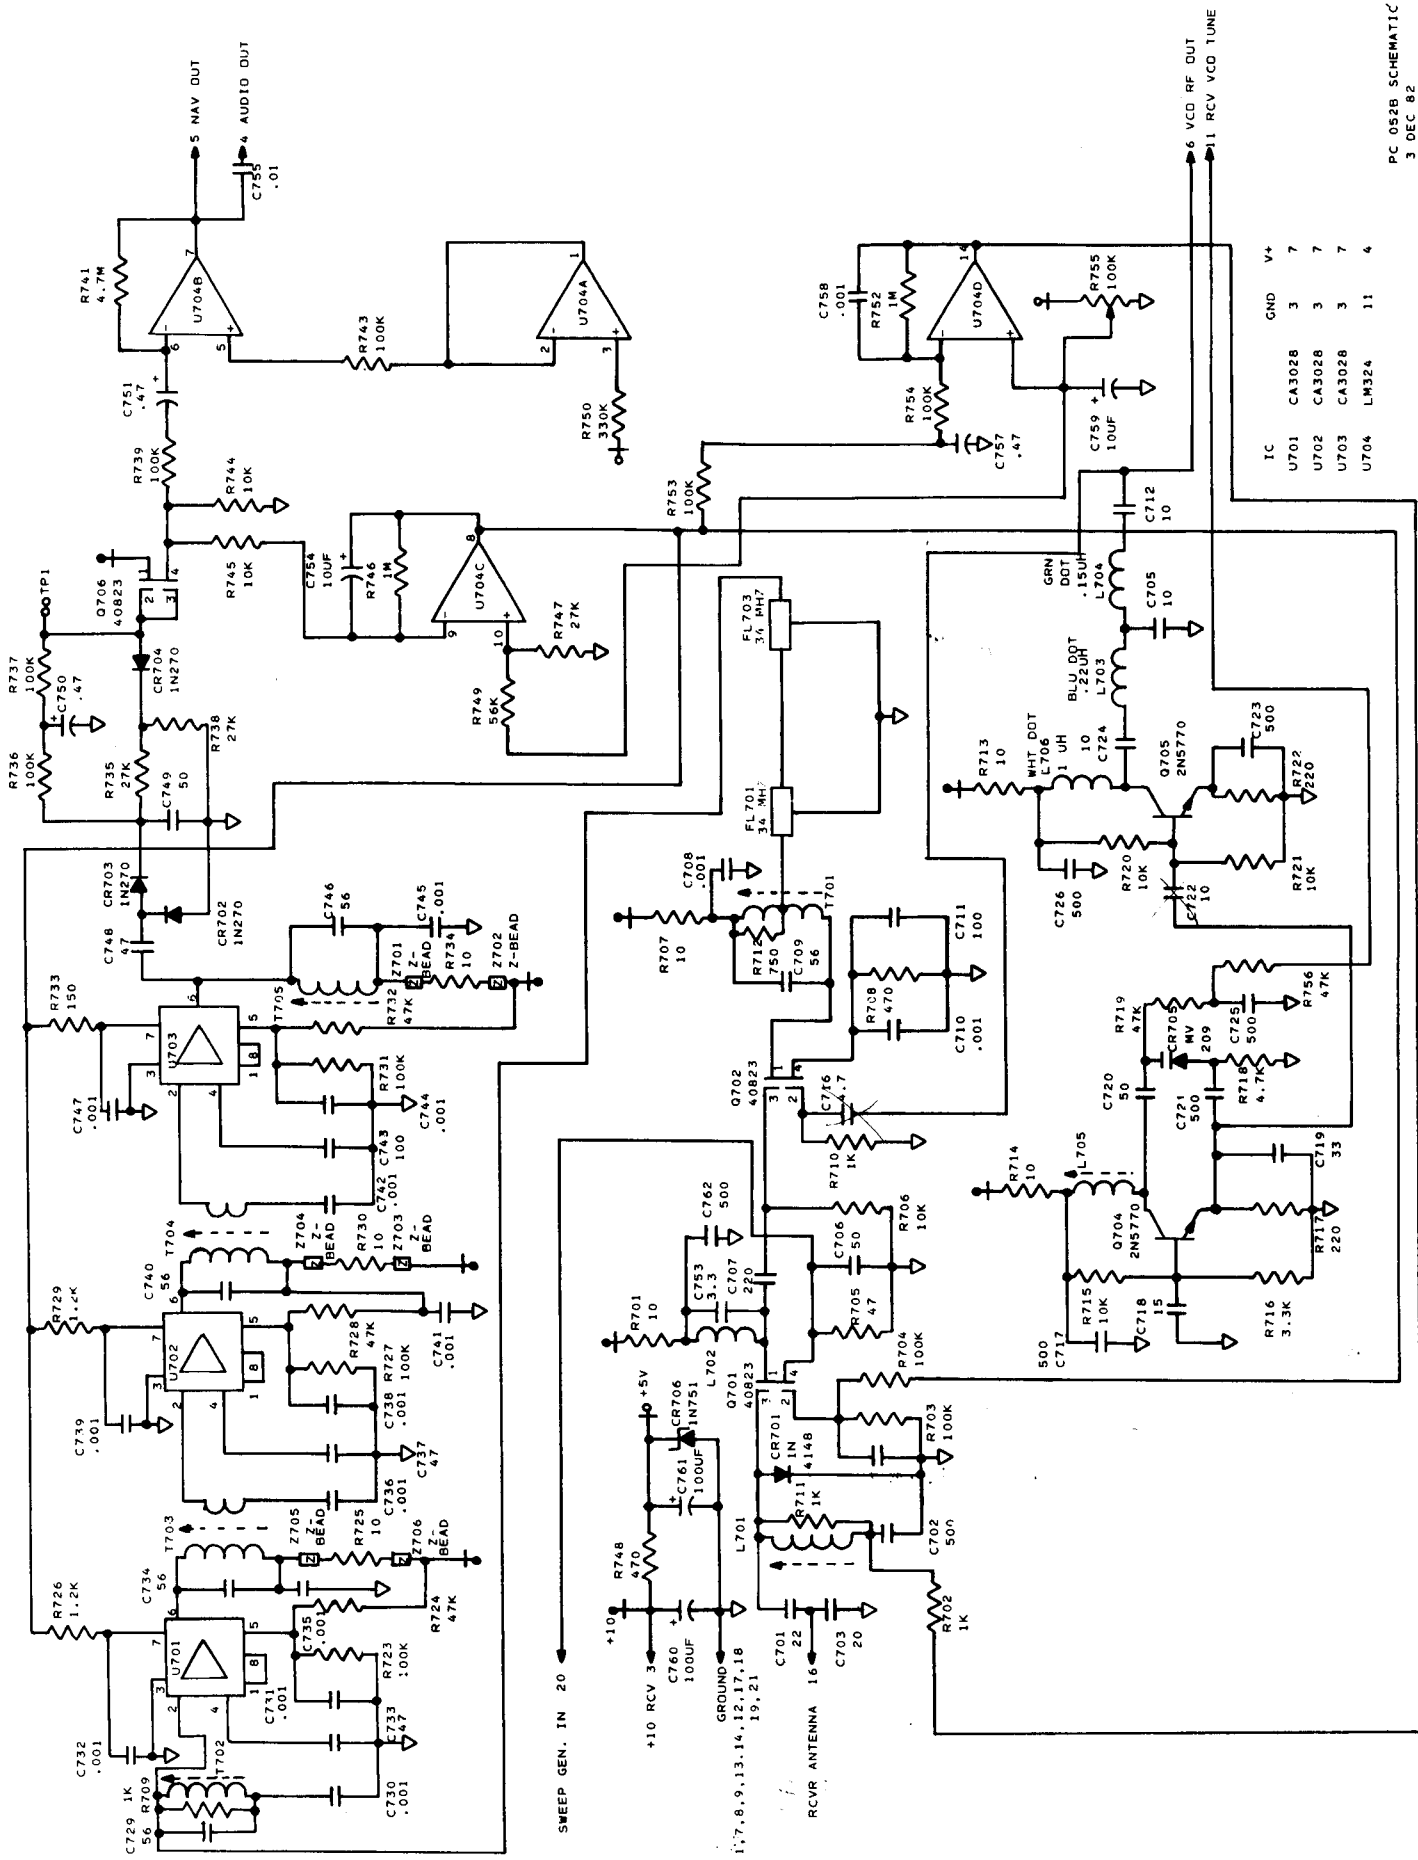 PC 052B SCHEMATIC
3 DEC 82
5 NAV OUT
4 AUDIO OUT
C755
.01
R741
4.7M
U704B
7
6
5
C751
.47
+
R739
100K
R744
10K
R745
10K
R743
100K
U704A
1
2
3
R750
330K
TP1
Q706
40823
1
2
3
4
R737
100K
C750
.47
CR704
1N270
R736
100K
R735
27K
R738
27K
C749
50
CR703
1N270
CR702
1N270
C748
47
C754
10UF
R746
1M
U704C
8
9
10
R747
27K
R749
56K
R733
150
U703
C747
.001
C746
56
C745
.001
T705
Z701
Z-
BEAD
R734
10
Z702
Z-BEAD
R732
47K
R731
100K
C744
.001
C743
100
C742
.001
T704
Z704
Z-
BEAD
R730
10
Z703
Z-
BEAD
C740
56
R729
1.2K
U702
C739
.001
R728
47K
R727
100K
C741
.001
C738
.001
C737
47
C736
.001
T703
Z705
Z-
BEAD
R725
10
Z706
Z-
BEAD
C734
56
R726
1.2K
U701
C732
.001
C735
.001
R724
47K
R723
100K
C731
.001
C733
47
T702
C730
.001
R709
1K
C729
56
SWEEP GEN. IN 20
+10
+10 RCV 3
R748
470
C760
100UF
C761
100UF
CR706
1N751
+5V
GROUND
1,7,8,9,13.14,12,17,18
19,21
RCVR ANTENNA 16
C701
22
C703
20
L701
R711
1K
CR701
1N
4148
C702
500
R702
1K
R703
100K
R704
100K
Q701
40823
L702
R701
10
C753
3.3
C762
500
C707
220
R705
47
C706
50
R706
10K
Q702
40823
R710
1K
C716
4.7
R708
470
C710
.001
C711
100
R707
10
C708
.001
R712
750
C709
56
T701
FL701
34 MHZ
FL703
34 MHZ
R753
100K
C757
.47
R754
100K
C758
.001
R752
1M
U704D
14
C759
10UF
R755
100K
6 VCO RF OUT
11 RCV VCO TUNE
C712
10
GRN
DOT
.15UH
L704
C705
10
BLU DOT
.22UH
L703
C724
10
WHT DOT
L706
1 UH
R713
10
Q705
2N5770
C723
500
R722
220
R721
10K
R720
10K
C726
500
C722
10
R756
47K
R719
47K
CR705
MV
209
C725
500
R718
4.7K
C720
50
C721
500
C719
33
L705
R714
10
Q704
2N5770
R717
220
R716
3.3K
R715
10K
C718
15
500
C717
IC GND V+
U701 CA3028 3 7
U702 CA3028 3 7
U703 CA3028 3 7
U704 LM324 11 4